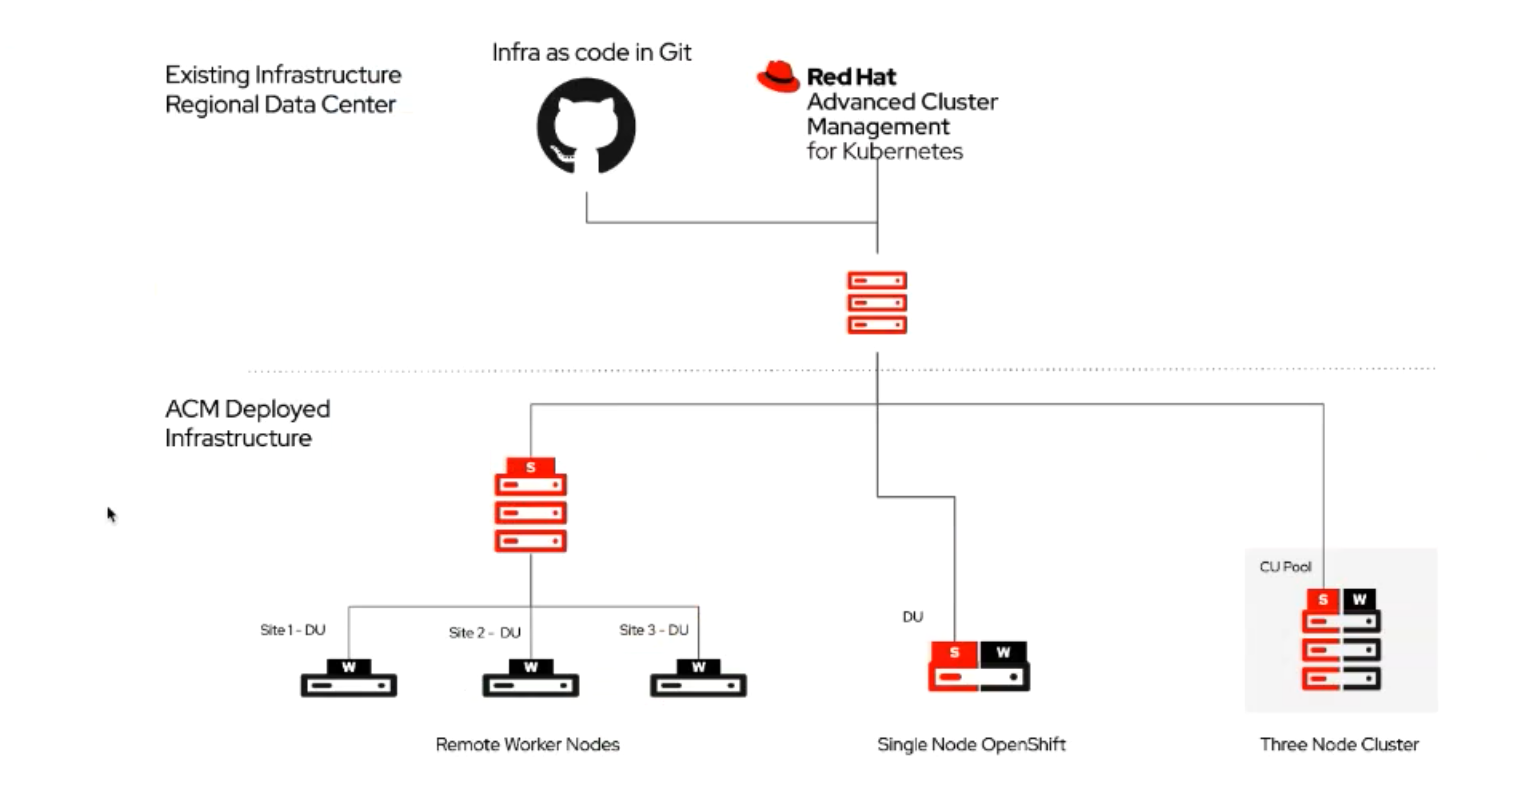 Existing Infrastructure
Regional Data Center
Infra as code in Git
Red Hat
Advanced Cluster
Management
for Kubernetes
ACM Deployed
Infrastructure
S
Site 1 - DU
Site 2 - DU
Site 3 - DU
W
W
W
Remote Worker Nodes
DU
S W
Single Node OpenShift
CU Pool
S W
Three Node Cluster